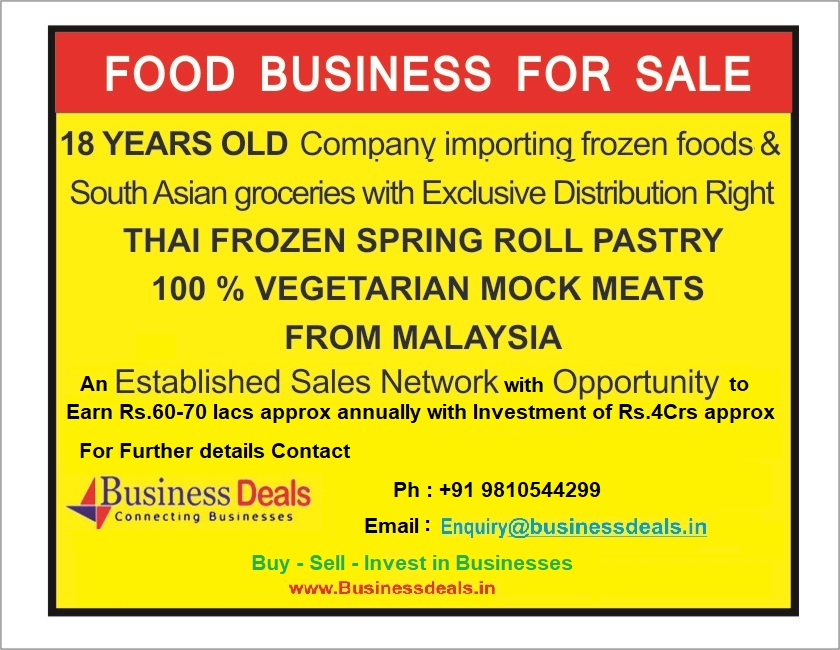 FOOD BUSINESS FOR SALE
18 YEARS OLD Company importing frozen foods &
South Asian groceries with Exclusive Distribution Right
THAI FROZEN SPRING ROLL PASTRY
100 % VEGETARIAN MOCK MEATS
FROM MALAYSIA
An Established Sales Network with Opportunity to
Earn Rs.60-70 lacs approx annually with Investment of Rs.4Crs approx
For Further details Contact
Business Deals
Connecting Businesses
Ph : +91 9810544299
Email : Enquiry@businessdeals.in
Buy - Sell - Invest in Businesses
www.Businessdeals.in